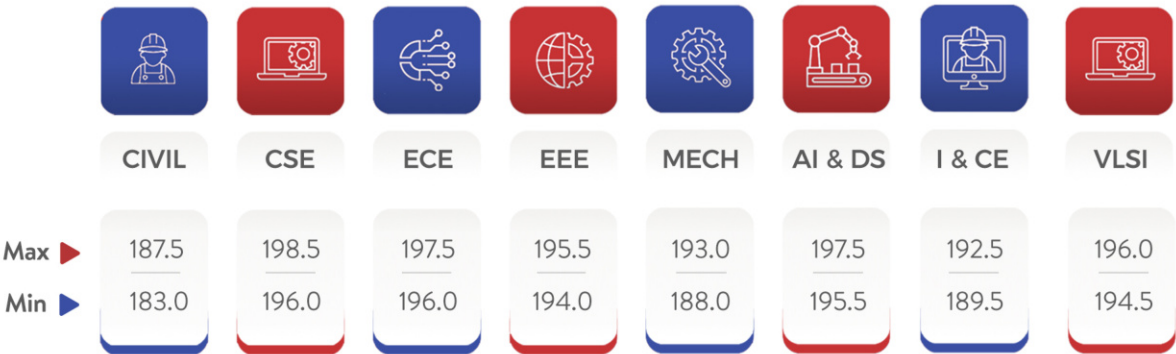 CIVIL CSE ECE EEE MECH AI & DS I & CE VLSI
Max 187.5 198.5 197.5 195.5 193.0 197.5 192.5 196.0
Min 183.0 196.0 196.0 194.0 188.0 195.5 189.5 194.5